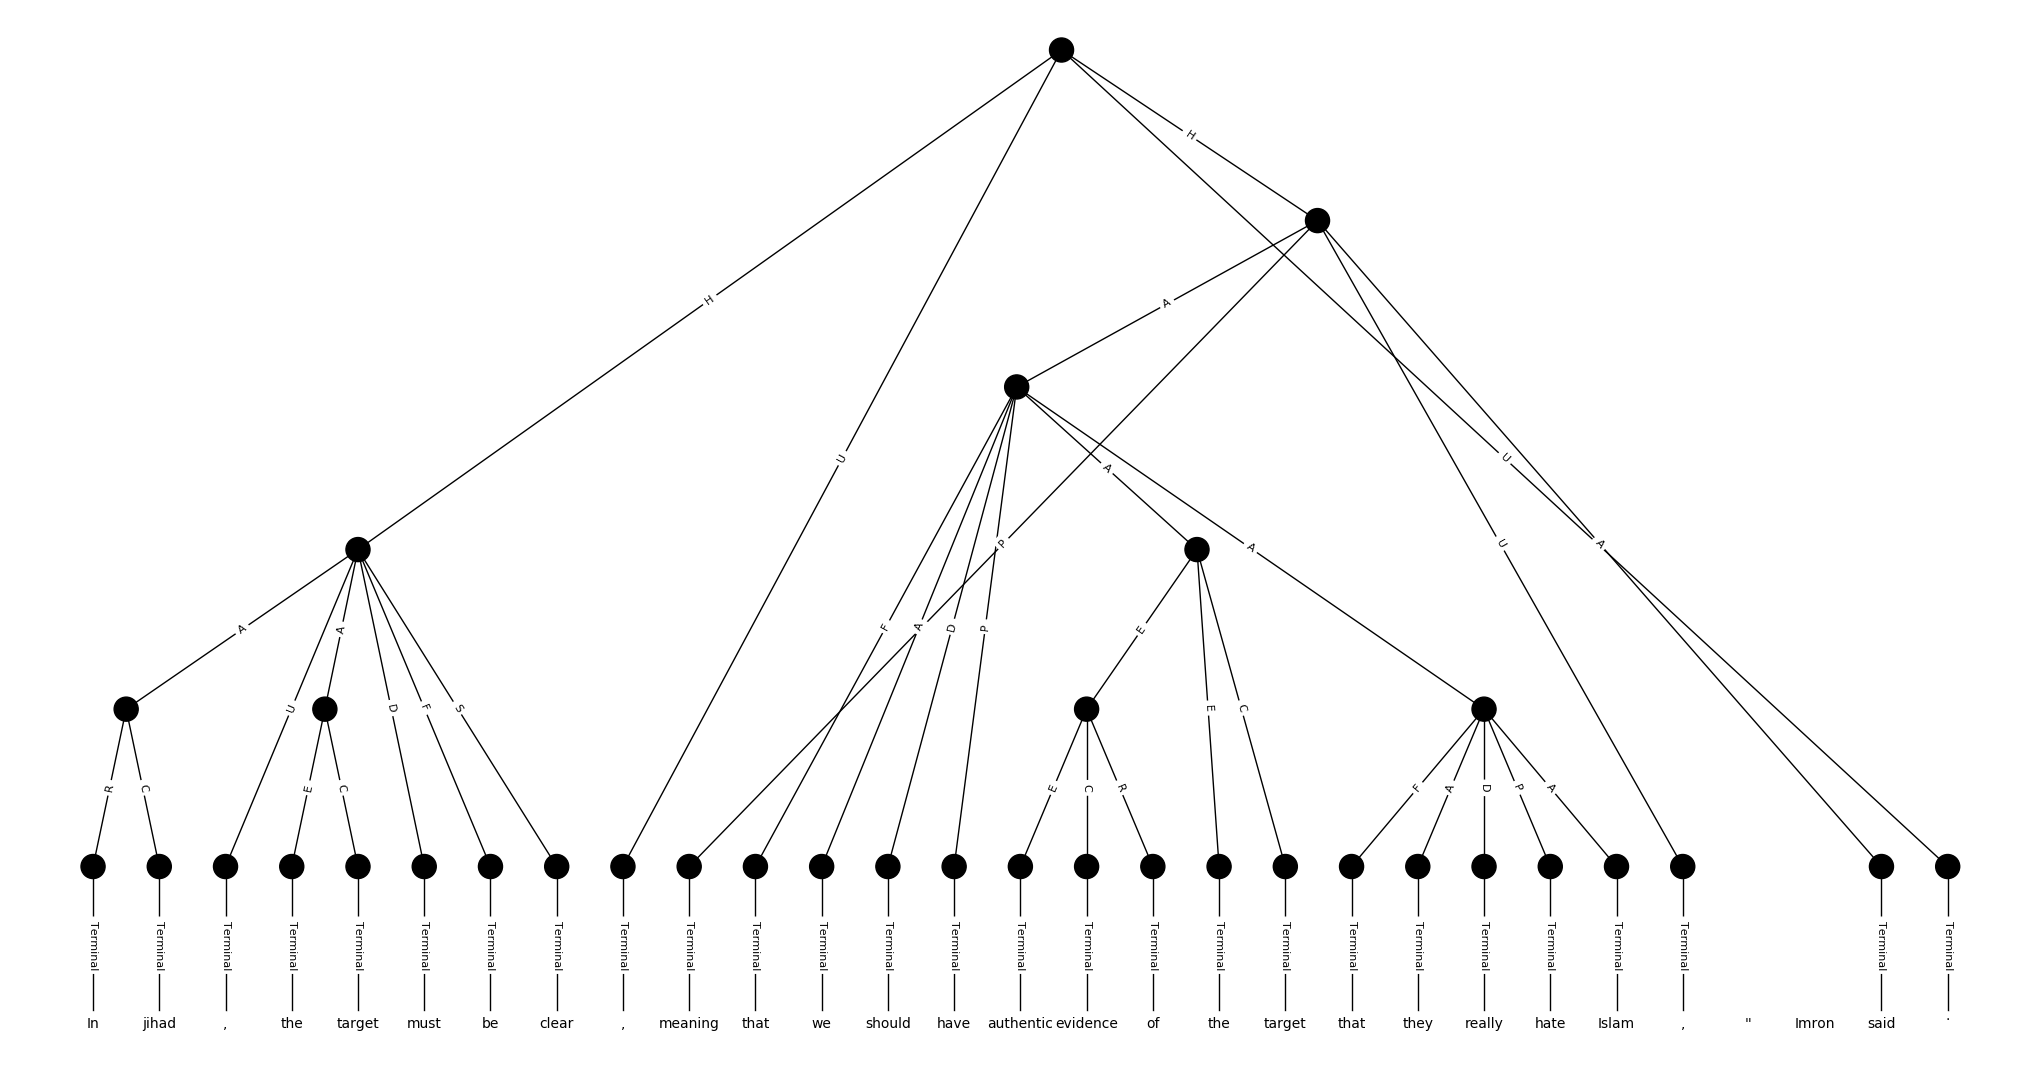 H
H
A
U
A
U
P
U
A
A
A
A
F
A
D
P
E
U
D
F
S
E
C
R
C
E
C
E
C
R
F
A
D
P
A
Terminal Terminal Terminal Terminal Terminal Terminal Terminal Terminal Terminal Terminal Terminal Terminal Terminal Terminal Terminal Terminal Terminal Terminal Terminal Terminal Terminal Terminal Terminal Terminal Terminal Terminal Terminal
In jihad , the target must be clear , meaning that we should have authentic evidence of the target that they really hate Islam , " Imron said .